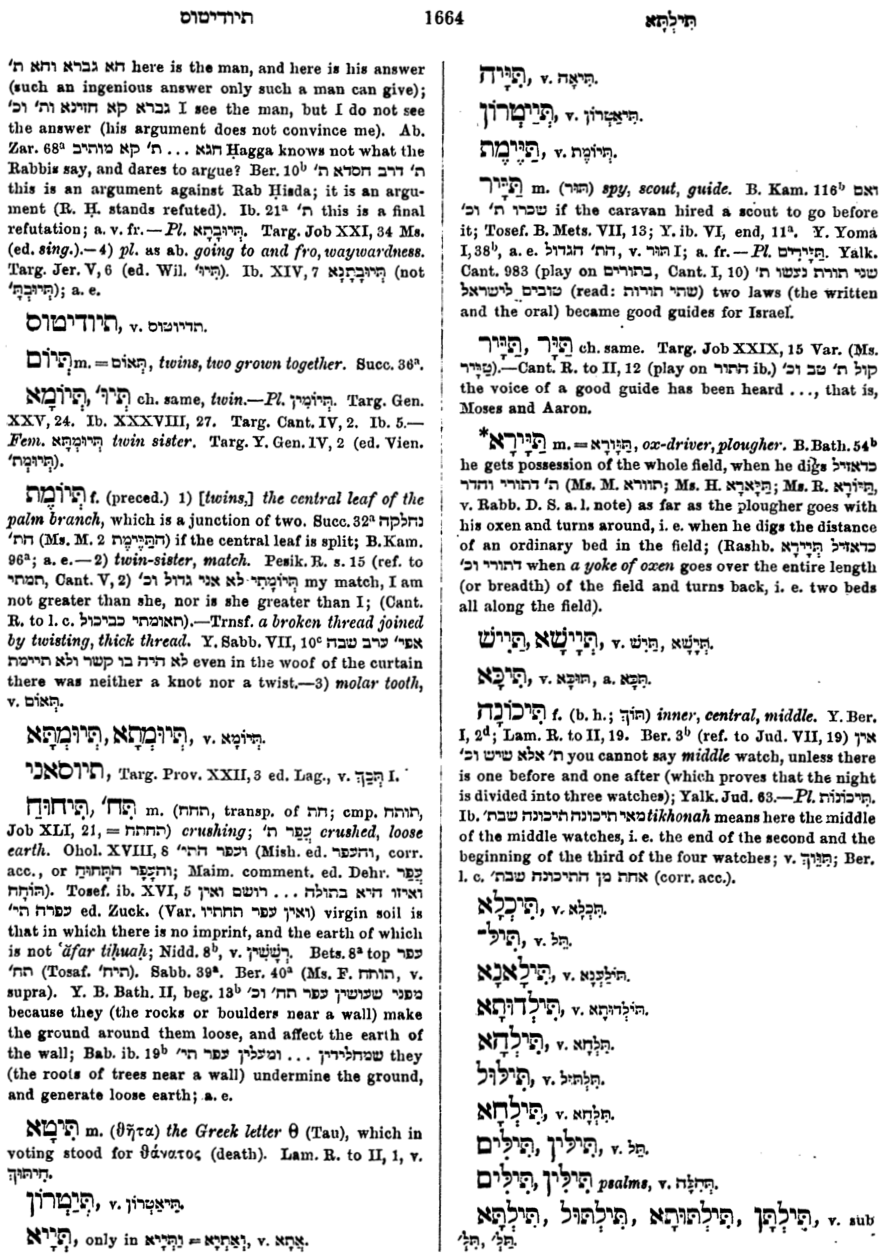 תיודיטוס 1664 תִּילְתָּא
חא גברא וחא ת' here is the man, and here is his answer
(such an ingenious answer only such a man can give);
גברא קא חזינא ות' וכ' I see the man, but I do not see
the answer (his argument does not convince me). Ab.
Zar. 68ᵃ חגא ... ת' קא מותיב Ḥagga knows not what the
Rabbis say, and dares to argue? Ber. 10ᵇ ת' דרב חסדא
this is an argument against Rab Ḥisda; it is an argu-
ment (R. Ḥ. stands refuted). Ib. 21ᵃ ת' this is a final
refutation; a. v. fr.—Pl. תְּיוּבָתָא. Targ. Job XXI, 34 Ms.
(ed. sing.).—4) pl. as ab. going to and fro, waywardness.
Targ. Jer. V, 6 (ed. Wil. תִּיוּ'). Ib. XIV, 7 תְּיוּבָתָנָא (not
תְּיוּבְתָּ'); a. e.
תיודיטוס, v. תדיוטוס.
תְּיוֹם m. = תְּאוֹם, twins, two grown together. Succ. 36ᵃ.
תְּיוֹמָא, תְּיוּ' ch. same, twin.—Pl. תְּיוֹמִין. Targ. Gen.
XXV, 24. Ib. XXXVIII, 27. Targ. Cant. IV, 2. Ib. 5.—
Fem. תְּיוּמְתָּא twin sister. Targ. Y. Gen. IV, 2 (ed. Vien.
תְּיוּמַת').
תְּיוֹמֶת f. (preced.) 1) [twins,] the central leaf of the
palm branch, which is a junction of two. Succ. 32ᵃ נחלקה
הת' (Ms. M. 2 התַּיֶּימֶת) if the central leaf is split; B. Kam.
96ᵃ; a. e.—2) twin-sister, match. Pesik. R. s. 15 (ref. to
תמתי, Cant. V, 2) תְּיוֹמָתִי לא אני גדול וכ' my match, I am
not greater than she, nor is she greater than I; (Cant.
R. to l. c. תאומתי כביכול).—Trnsf. a broken thread joined
by twisting, thick thread. Y. Sabb. VII, 10ᶜ אפי' ערב שבה
לא היה בו קשר ולא תיימת even in the woof of the curtain
there was neither a knot nor a twist.—3) molar tooth,
v. תְּאוֹם.
תְּיוּמְתָא, תְּיוּמְתָּא, v. תְּיוֹמָא.
תיוסאני, Targ. Prov. XXII, 3 ed. Lag., v. תְּכַךְ I.
תִּיחוּחַ, תִּח' m. (תחח, transp. of חת; cmp. תותח,
Job XLI, 21, = תחתח) crushing; עֲפַר ת' crushed, loose
earth. Ohol. XVIII, 8 ועפר התי' (Mish. ed. והעפר, corr.
acc., or והֶעָפָר הַתָּחוּחַ; Maim. comment. ed. Dehr. עֲפַר
תּוֹחָה). Tosef. ib. XVI, 5 ואיזו היא בתולה ... רושם ואין
עפרה תי' ed. Zuck. (Var. ואין עפר תחתיו) virgin soil is
that in which there is no imprint, and the earth of which
is not ʿăfar tiḥuaḥ; Nidd. 8ᵇ, v. רְשָׁשִׁין. Bets. 8ᵃ top עפר
תח' (Tosaf. תיח'). Sabb. 39ᵃ. Ber. 40ᵃ (Ms. F. תותח, v.
supra). Y. B. Bath. II, beg. 13ᵇ מפני שעושין עפר תח' וכ'
because they (the rocks or boulders near a wall) make
the ground around them loose, and affect the earth of
the wall; Bab. ib. 19ᵇ שמחלידין ... ומעלין עפר תי' they
(the roots of trees near a wall) undermine the ground,
and generate loose earth; a. e.
תִּיטָא m. (θῆτα) the Greek letter θ (Tau), which in
voting stood for θάνατος (death). Lam. R. to II, 1, v.
חִיתּוּךְ.
תִּיַטְרוֹן, v. תֵּיאַטְרוֹן.
תְּיָיא, only in וְתְּיָיא = וְאַתְיָא, v. אֲתָא.
תִּיָּיה, v. תִּיאָה.
תְּיַיטְרוֹן, v. תֵּיאַטְרוֹן.
תַּיֶּימֶת, v. תְּיוֹמֶת.
תַּיָּיר m. (תּוּר) spy, scout, guide. B. Kam. 116ᵇ ואם
שכרו ת' וכ' if the caravan hired a scout to go before
it; Tosef. B. Mets. VII, 13; Y. ib. VI, end, 11ᵃ. Y. Yoma
I, 38ᵇ, a. e. הת' הגדול, v. תּוּר I; a. fr.—Pl. תַּיָּירִים. Yalk.
Cant. 983 (play on בתורים, Cant. I, 10) שני תורות נעשו ת'
טובים לישראל (read: שתי תורות) two laws (the written
and the oral) became good guides for Israel.
תַּיָּר, תַּיָּיר ch. same. Targ. Job XXIX, 15 Var. (Ms.
טַיָּיר).—Cant. R. to II, 12 (play on התור ib.) קול ת' טב וכ'
the voice of a good guide has been heard ..., that is,
Moses and Aaron.
*תַּיָּירָא m. = תַּיָּורָא, ox-driver, plougher. B. Bath. 54ᵇ
he gets possession of the whole field, when he digs כדאזיל
ת' דתורי והדר (Ms. M. תוורא; Ms. H. תַּיָּארָא; Ms. R. תַּיּוֹרָא,
v. Rabb. D. S. a. l. note) as far as the plougher goes with
his oxen and turns around, i. e. when he digs the distance
of an ordinary bed in the field; (Rashb. כדאזיל תְּיָירָא
דתורי וכ' when a yoke of oxen goes over the entire length
(or breadth) of the field and turns back, i. e. two beds
all along the field).
תְּיִישׁ, תְּיָישָׁא, v. תַּיִשׁ, תְּיָשָׁא.
תִּיכָּא, v. תּוּכָּא, a. תִּכָּא.
תִּיכוֹנָה f. (b. h.; תּוֹךְ) inner, central, middle. Y. Ber.
I, 2ᵈ; Lam. R. to II, 19. Ber. 3ᵇ (ref. to Jud. VII, 19) אין
ת' אלא שיש וכ' you cannot say middle watch, unless there
is one before and one after (which proves that the night
is divided into three watches); Yalk. Jud. 63.—Pl. תִּיכוֹנוֹת.
Ib. מאי תיכונה תיכונה שבת' tikhonah means here the middle
of the middle watches, i. e. the end of the second and the
beginning of the third of the four watches; v. תִּוּוּךְ; Ber.
l. c. אחת מן התיכונה שבת' (corr. acc.).
תִּיכְלָא, v. תִּכְלָא.
תִּיל־, v. תֵּל.
תִּילָאנָא, v. תּוֹלַעְנָא.
תִּילְדוּתָא, v. תּוֹלְדוּתָא.
תִּילְחָא, v. תִּלְחָא.
תִּילּוּל, v. תִּלְתּוּל.
תִּילְחָא, v. תִּלְחָא.
תִּילִּין, תִּילִּים, v. תֵּל.
תִּילִּין, תִּילִּים psalms, v. תְּהִלָּה.
תִּילְתָּן, תִּילְתּוּתָא, תִּילְתּוּל, תִּילְתָּא, v. sub
תַּלְ', תִּלְ'.